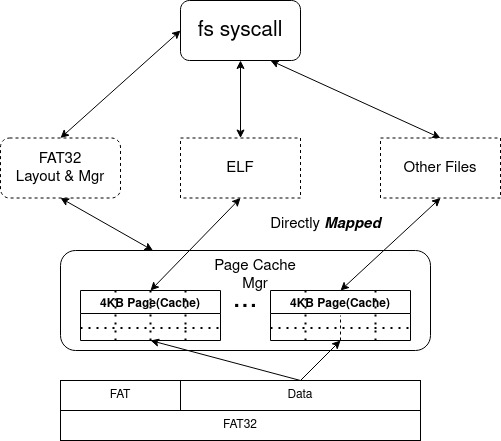 fs syscall
FAT32
Layout & Mgr
ELF
Other Files
Directly Mapped
Page Cache
Mgr
4KB Page(Cache)
...
4KB Page(Cache)
FAT
Data
FAT32